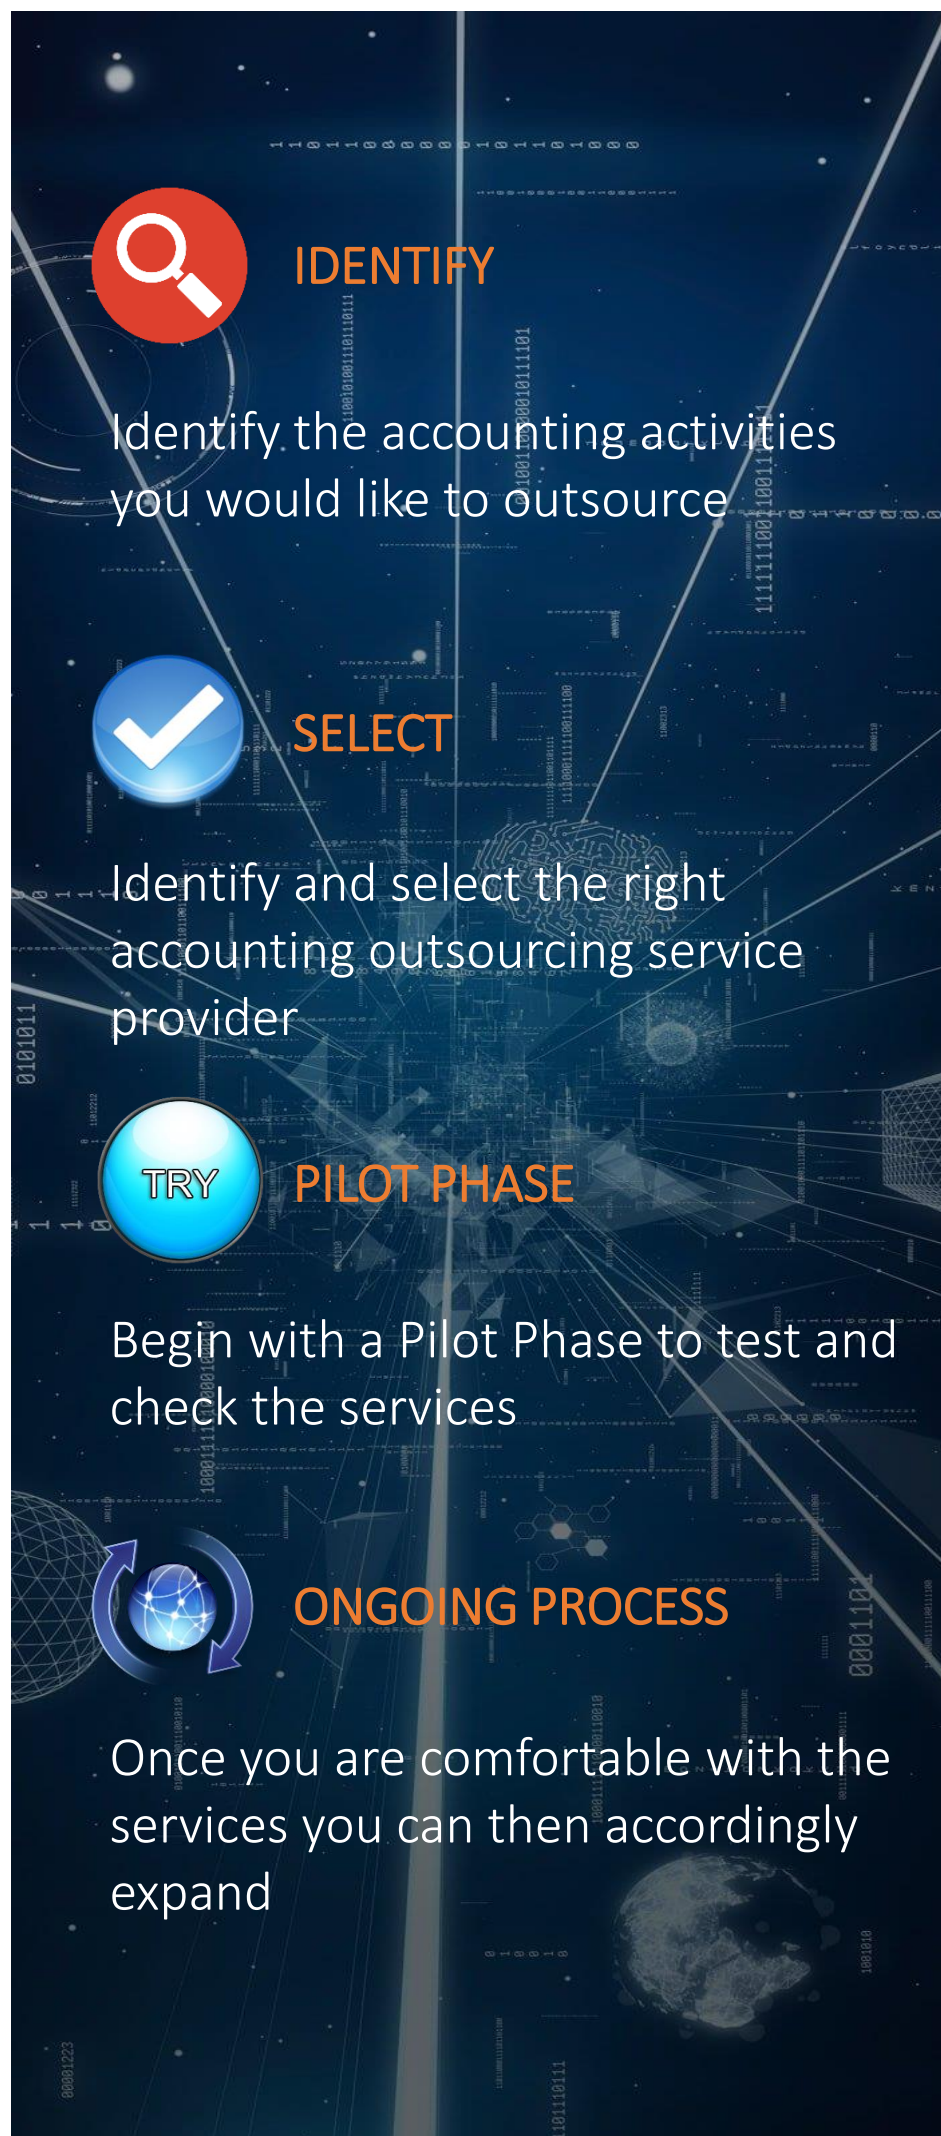 IDENTIFY
Identify the accounting activities
you would like to outsource
SELECT
Identify and select the right
accounting outsourcing service
provider
TRY
PILOT PHASE
Begin with a Pilot Phase to test and
check the services
ONGOING PROCESS
Once you are comfortable with the
services you can then accordingly
expand